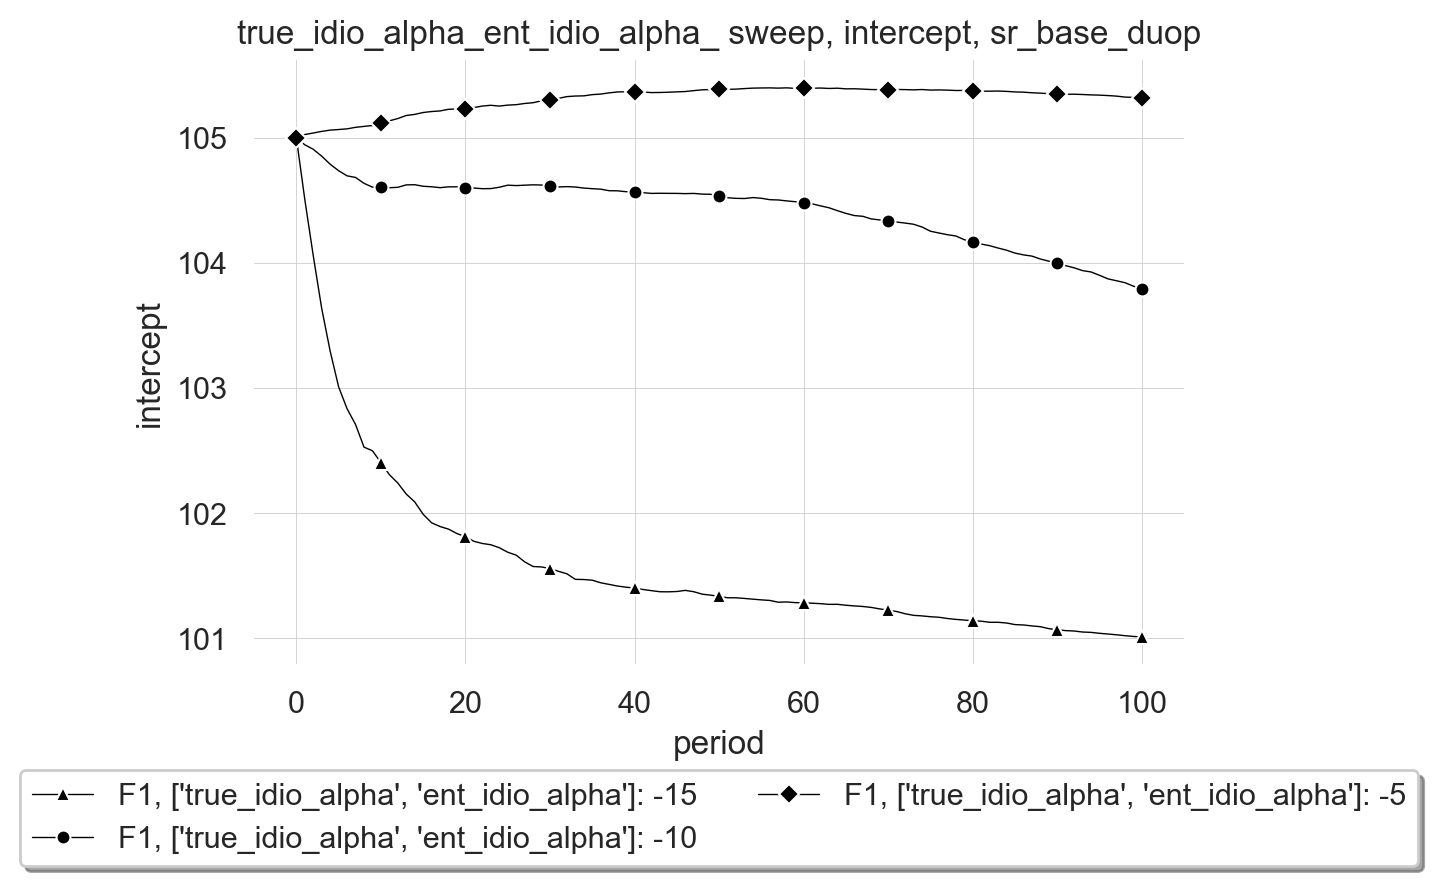 true_idio_alpha_ent_idio_alpha_ sweep, intercept, sr_base_duop
105
104
103
102
101
intercept
0 20 40 60 80 100
period
F1, ['true_idio_alpha', 'ent_idio_alpha']: -15
F1, ['true_idio_alpha', 'ent_idio_alpha']: -10
F1, ['true_idio_alpha', 'ent_idio_alpha']: -5